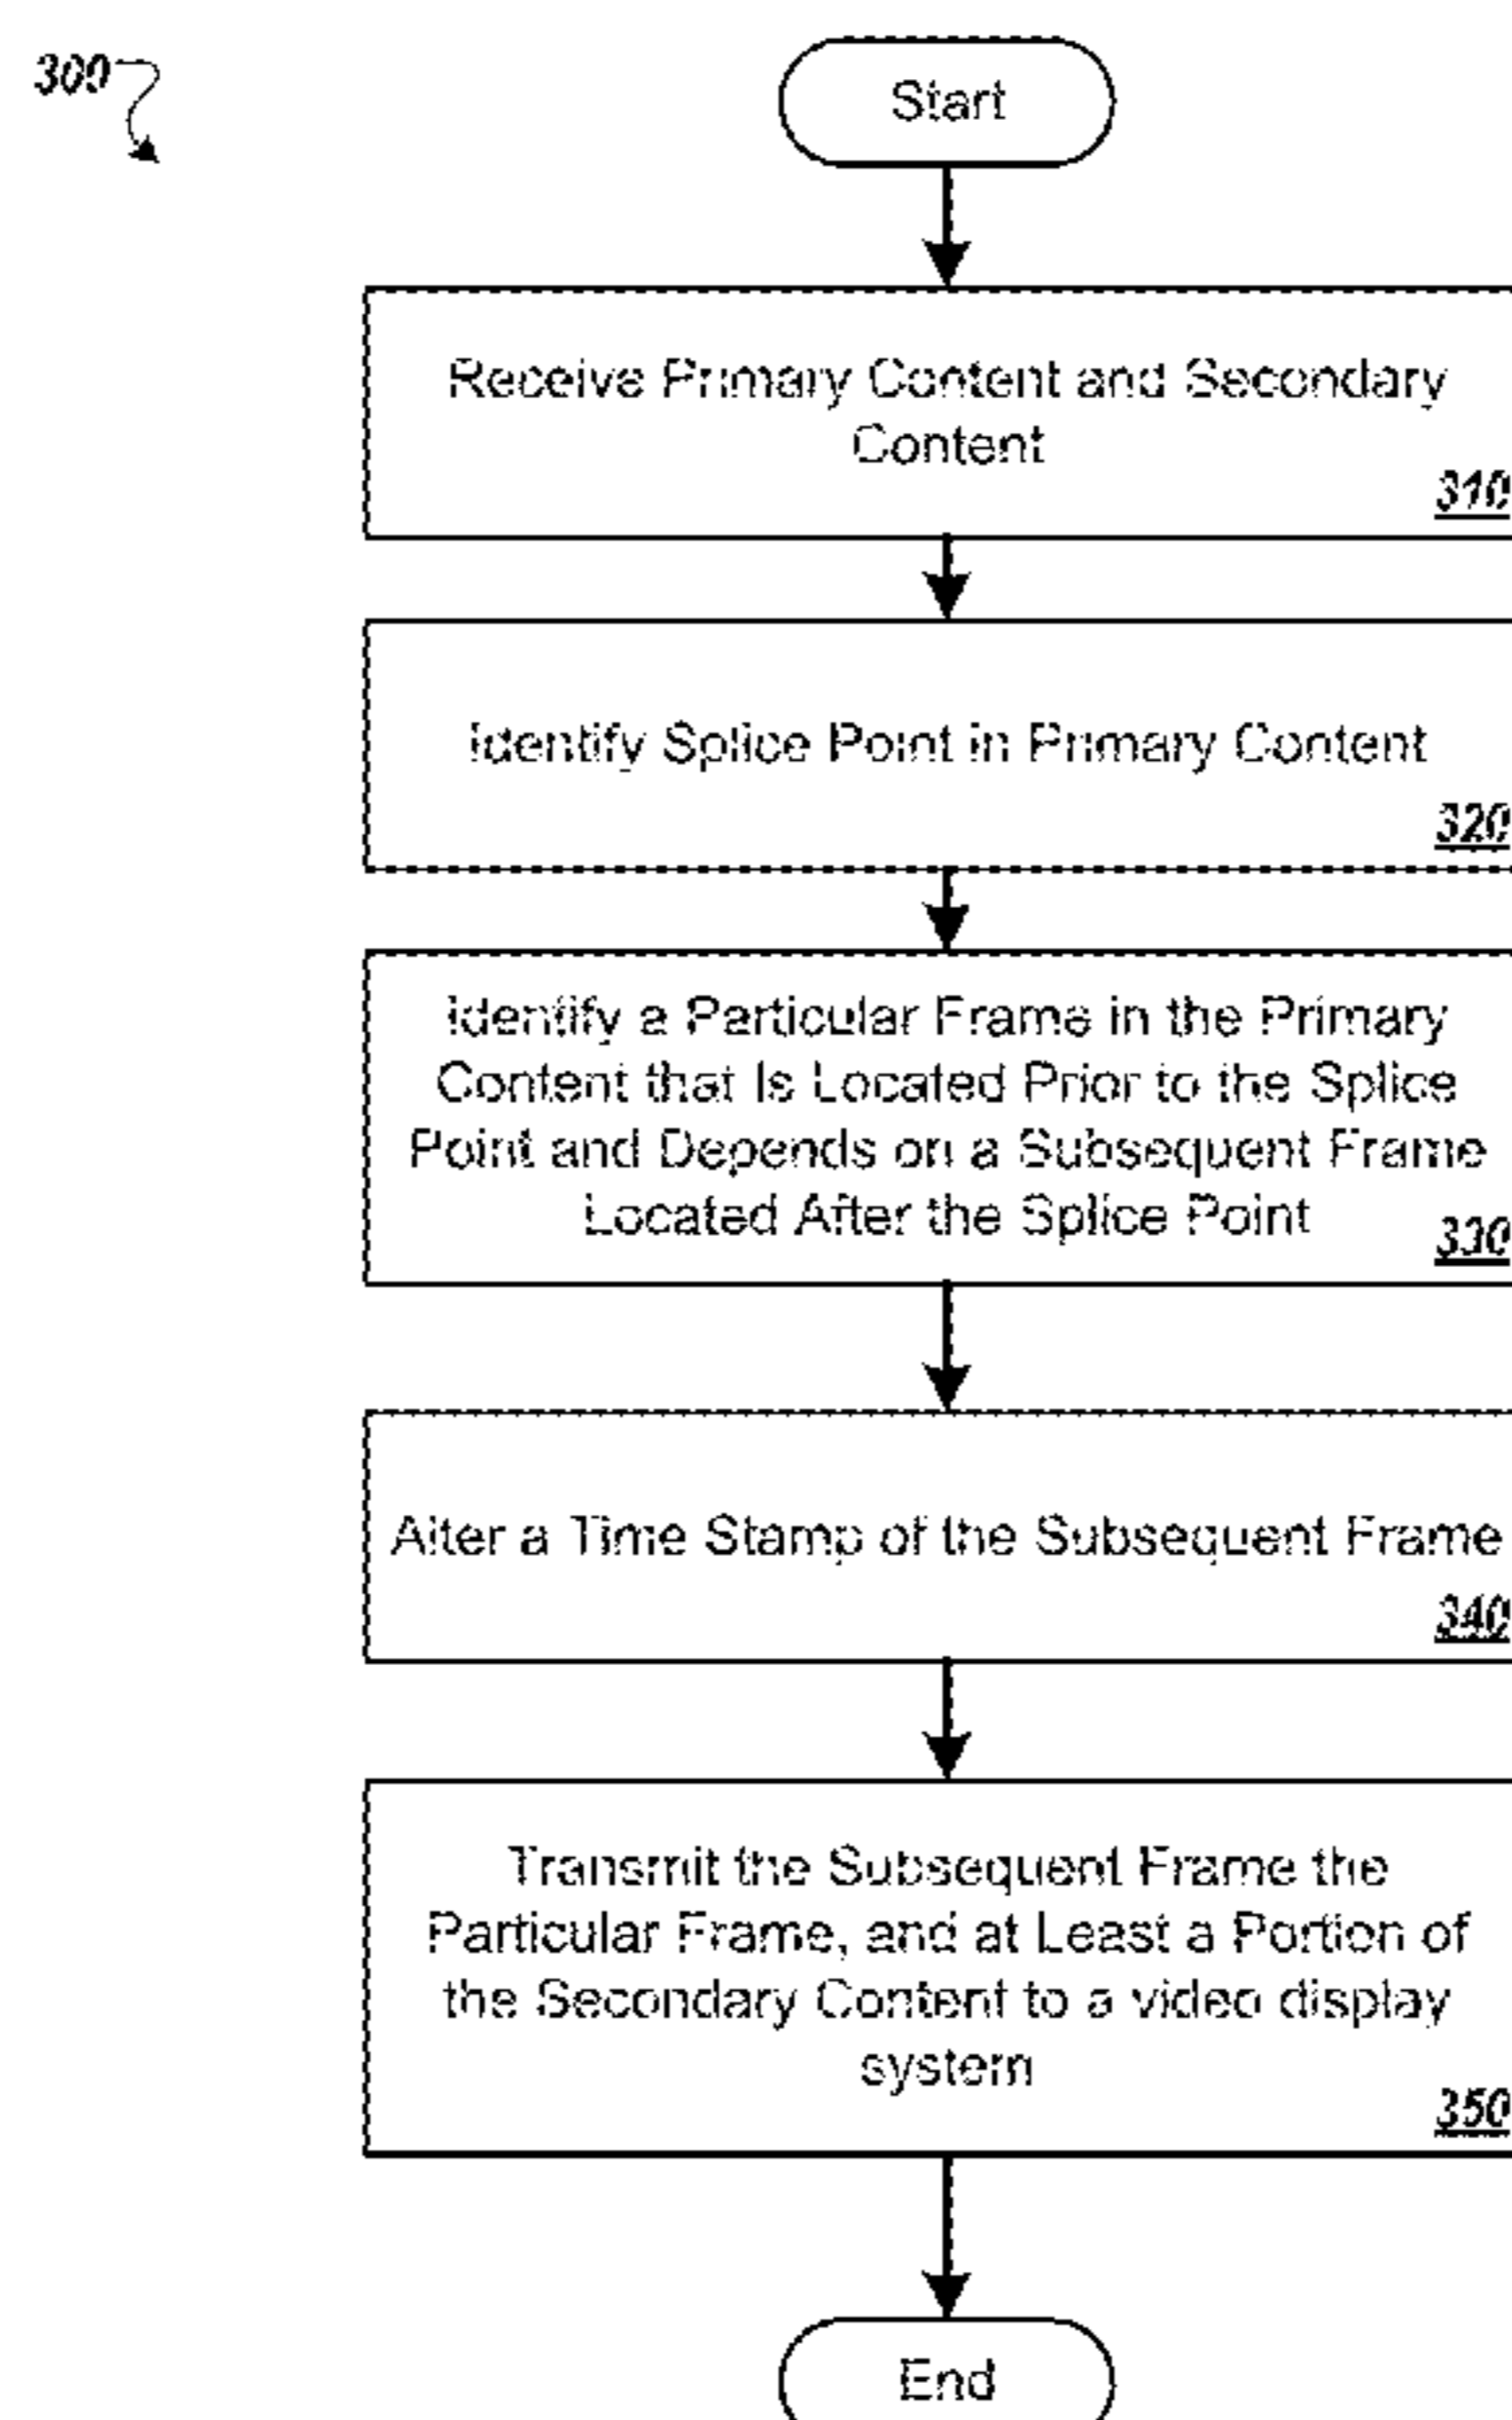 300
Start
Receive Primary Content and Secondary
Content
310
Identify Splice Point in Primary Content
320
Identify a Particular Frame in the Primary
Content that Is Located Prior to the Splice
Point and Depends on a Subsequent Frame
Located After the Splice Point
330
Alter a Time Stamp of the Subsequent Frame
340
Transmit the Subsequent Frame the
Particular Frame, and at Least a Portion of
the Secondary Content to a video display
system
350
End